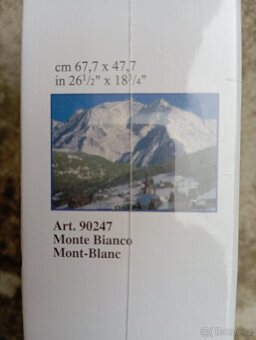 cm 67,7 x 47,7
in 26¹/₂" x 18³/₄"
Art. 90247
Monte Bianco
Mont-Blanc